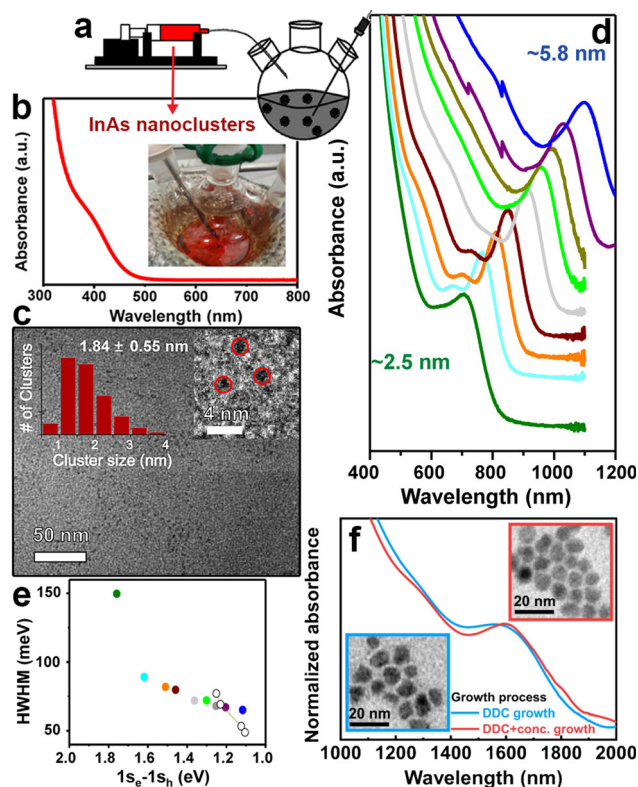 a
b
InAs nanoclusters
Absorbance (a.u.)
300 400 500 600 700 800
Wavelength (nm)
c
1.84 ± 0.55 nm
# of Clusters
1 2 3 4
Cluster size (nm)
4 nm
50 nm
d
~5.8 nm
~2.5 nm
Absorbance (a.u.)
400 600 800 1000 1200
Wavelength (nm)
e
HWHM (meV)
150
100
50
2.0 1.8 1.6 1.4 1.2 1.0
1se-1sh (eV)
f
Normalized absorbance
20 nm
20 nm
Growth process
DDC growth
DDC+conc. growth
1000 1200 1400 1600 1800 2000
Wavelength (nm)